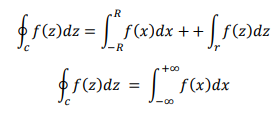 ∮_c f(z)dz = ∫_{-R}^{R} f(x)dx + + ∫_r f(z)dz
∮_c f(z)dz = ∫_{-∞}^{+∞} f(x)dx